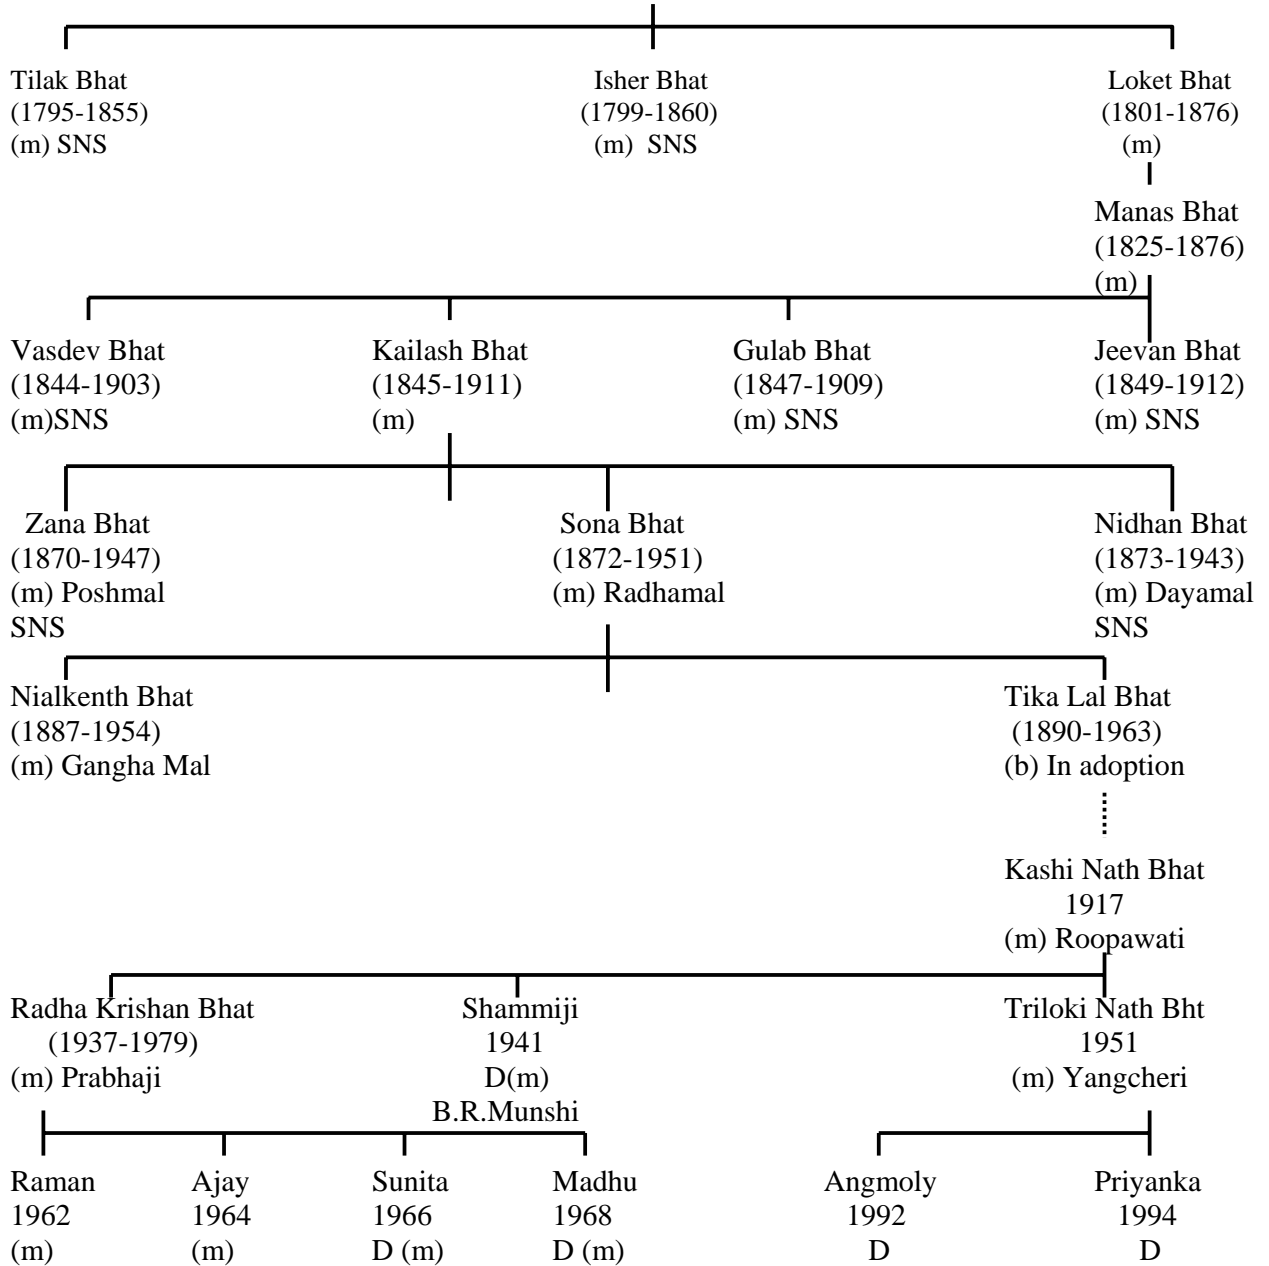 Tilak Bhat Isher Bhat Loket Bhat
(1795-1855) (1799-1860) (1801-1876)
(m) SNS (m) SNS (m)
Manas Bhat
(1825-1876)
(m)
Vasdev Bhat Kailash Bhat Gulab Bhat Jeevan Bhat
(1844-1903) (1845-1911) (1847-1909) (1849-1912)
(m)SNS (m) (m) SNS (m) SNS
Zana Bhat Sona Bhat Nidhan Bhat
(1870-1947) (1872-1951) (1873-1943)
(m) Poshmal (m) Radhamal (m) Dayamal
SNS SNS
Nialkenth Bhat Tika Lal Bhat
(1887-1954) (1890-1963)
(m) Gangha Mal (b) In adoption
Kashi Nath Bhat
1917
(m) Roopawati
Radha Krishan Bhat Shammiji Triloki Nath Bht
(1937-1979) 1941 1951
(m) Prabhaji D(m) (m) Yangcheri
B.R.Munshi
Raman Ajay Sunita Madhu Angmoly Priyanka
1962 1964 1966 1968 1992 1994
(m) (m) D (m) D (m) D D